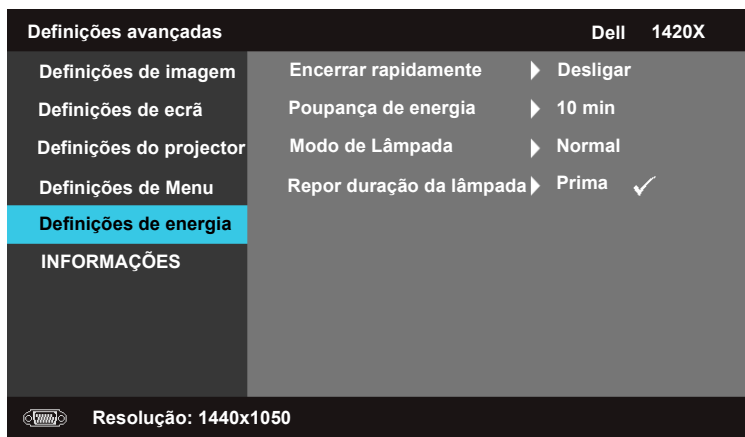 Definições avançadas Dell 1420X
Definições de imagem Encerrar rapidamente Desligar
Definições de ecrã Poupança de energia 10 min
Definições do projector Modo de Lâmpada Normal
Definições de Menu Repor duração da lâmpada Prima
Definições de energia
INFORMAÇÕES
Resolução: 1440x1050